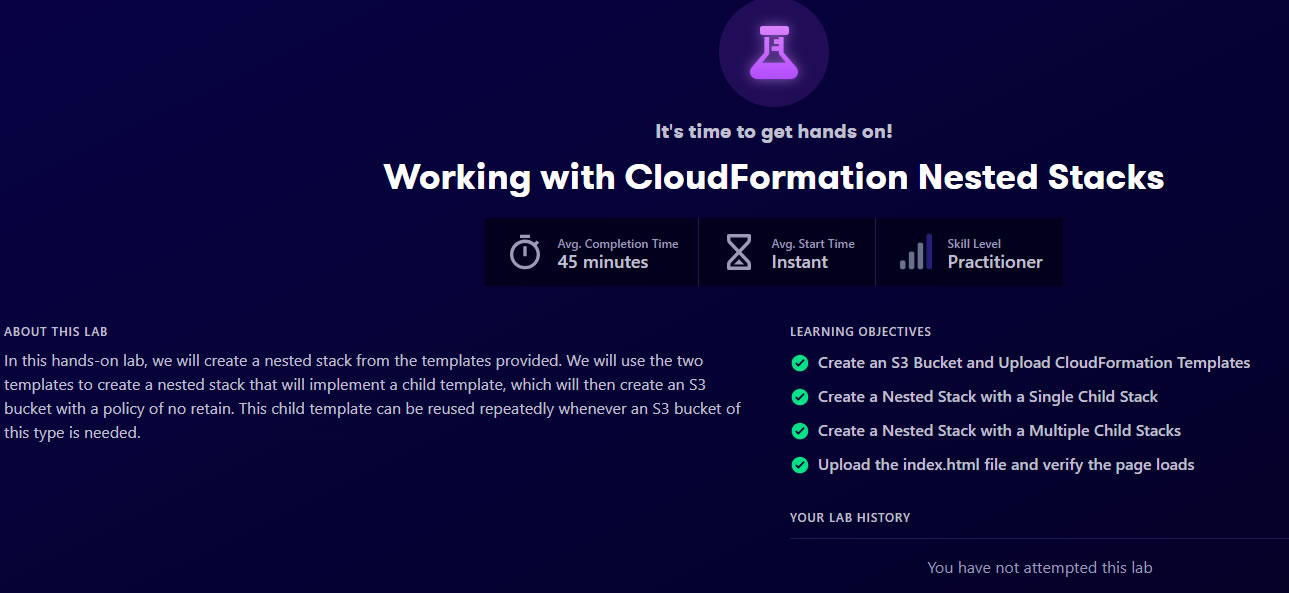 It's time to get hands on!
Working with CloudFormation Nested Stacks
Avg. Completion Time
45 minutes
Avg. Start Time
Instant
Skill Level
Practitioner
ABOUT THIS LAB
In this hands-on lab, we will create a nested stack from the templates provided. We will use the two
templates to create a nested stack that will implement a child template, which will then create an S3
bucket with a policy of no retain. This child template can be reused repeatedly whenever an S3 bucket of
this type is needed.
LEARNING OBJECTIVES
Create an S3 Bucket and Upload CloudFormation Templates
Create a Nested Stack with a Single Child Stack
Create a Nested Stack with a Multiple Child Stacks
Upload the index.html file and verify the page loads
YOUR LAB HISTORY
You have not attempted this lab